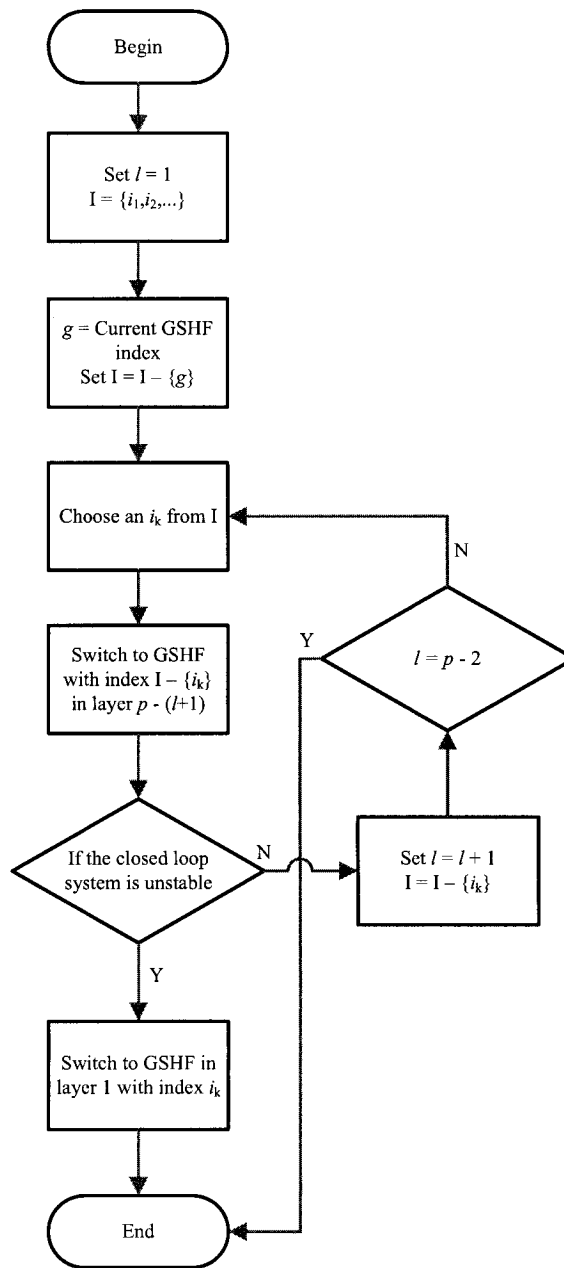 Begin
Set l = 1
I = {i₁,i₂,...}
g = Current GSHF
index
Set I = I – {g}
Choose an iₖ from I
N
Y
Switch to GSHF
with index I – {iₖ}
in layer p - (l+1)
l = p - 2
If the closed loop
system is unstable
N
Set l = l + 1
I = I – {iₖ}
Y
Switch to GSHF in
layer 1 with index iₖ
End